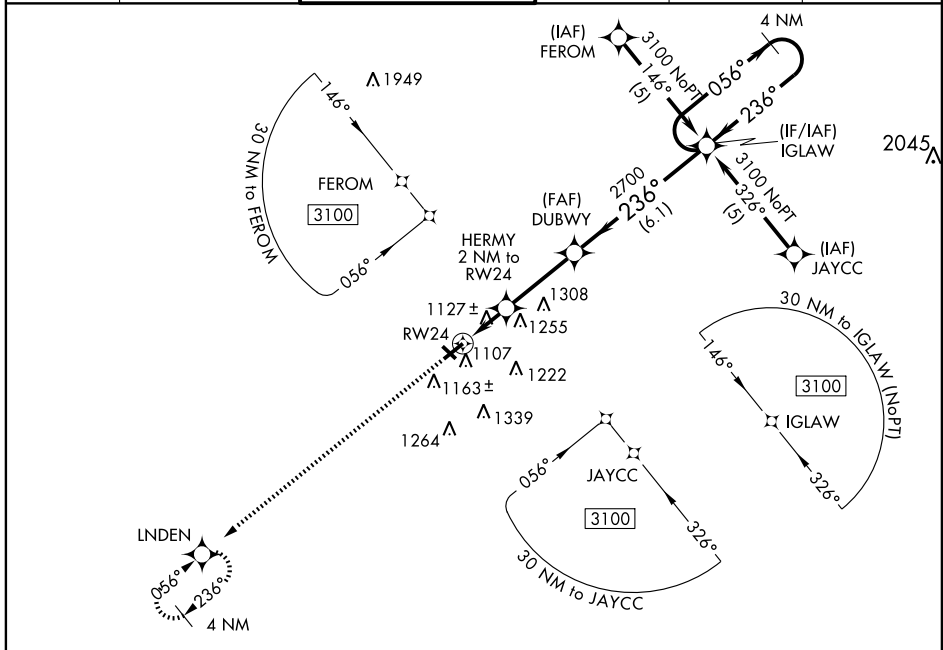 (IAF)
FEROM
3100 NoPT
146°
(5)
4 NM
056°
236°
(IF/IAF)
IGLAW
2045
1949
146°
30 NM to FEROM
FEROM
3100
056°
3100 NoPT
326°
(5)
(IAF)
JAYCC
2700
236°
(6.1)
(FAF)
DUBWY
HERMY
2 NM to
RW24
1308
1127±
1255
RW24
1107
1222
1163±
1339
1264
30 NM to IGLAW (NoPT)
146°
3100
IGLAW
326°
056°
JAYCC
3100
326°
30 NM to JAYCC
LNDEN
056°
236°
4 NM